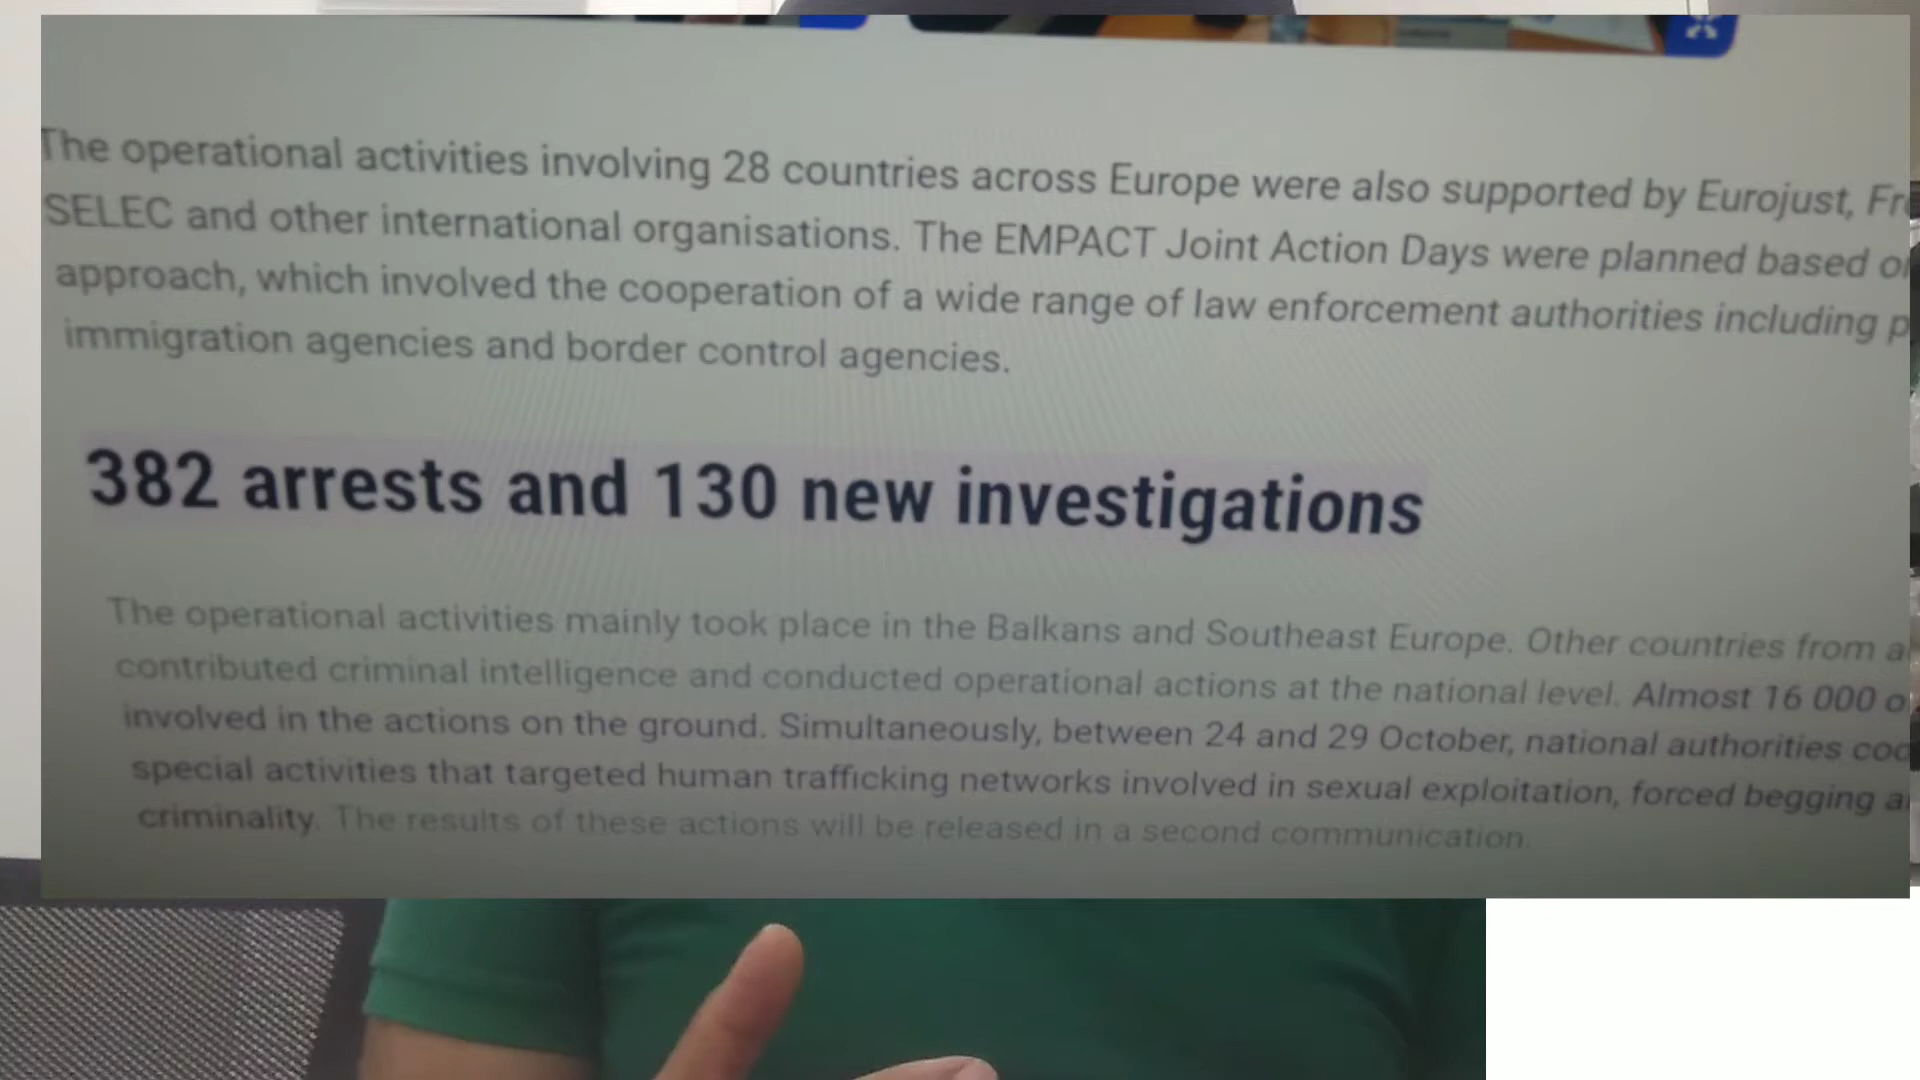 The operational activities involving 28 countries across Europe were also supported by Eurojust,
SELEC and other international organisations. The EMPACT Joint Action Days were planned based
approach, which involved the cooperation of a wide range of law enforcement authorities including
immigration agencies and border control agencies.
382 arrests and 130 new investigations
The operational activities mainly took place in the Balkans and Southeast Europe. Other countries from
contributed criminal intelligence and conducted operational actions at the national level. Almost 16 000
involved in the actions on the ground. Simultaneously, between 24 and 29 October, national authorities
special activities that targeted human trafficking networks involved in sexual exploitation, forced begging
criminality. The results of these actions will be released in a second communication.